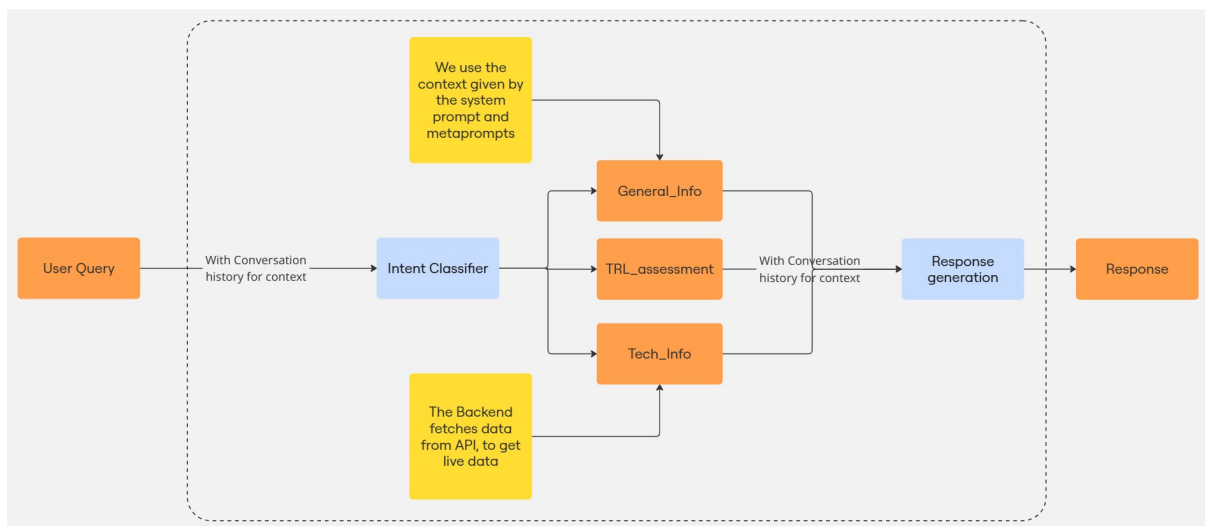 We use the
context given by
the system
prompt and
metaprompts
General_Info
User Query
With Conversation
history for context
Intent Classifier
TRL_assessment
With Conversation
history for context
Response
generation
Response
Tech_Info
The Backend
fetches data
from API, to get
live data